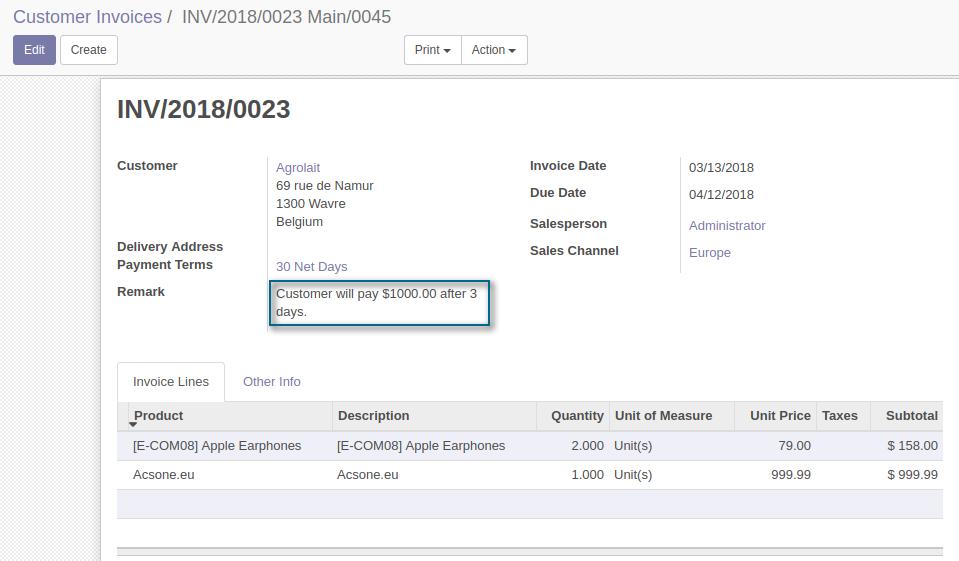 Customer Invoices / INV/2018/0023 Main/0045
Edit Create Print Action
INV/2018/0023
Customer Agrolait
69 rue de Namur
1300 Wavre
Belgium
Delivery Address
Payment Terms 30 Net Days
Remark Customer will pay $1000.00 after 3
days.
Invoice Date 03/13/2018
Due Date 04/12/2018
Salesperson Administrator
Sales Channel Europe
Invoice Lines Other Info
Product Description Quantity Unit of Measure Unit Price Taxes Subtotal
[E-COM08] Apple Earphones [E-COM08] Apple Earphones 2.000 Unit(s) 79.00 $ 158.00
Acsone.eu Acsone.eu 1.000 Unit(s) 999.99 $ 999.99